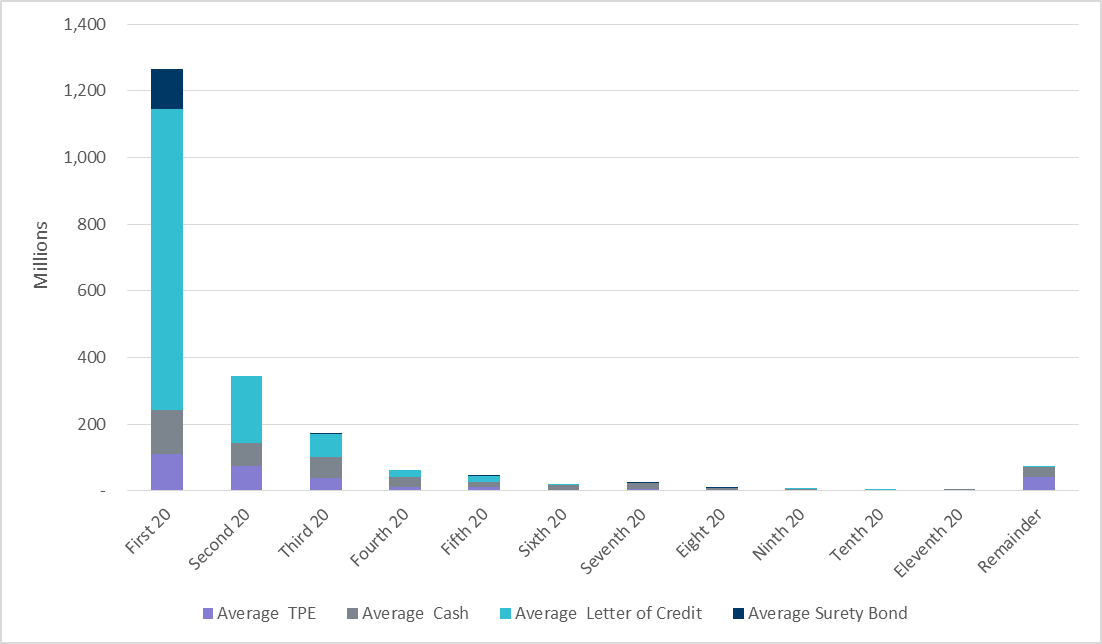 1,400
1,200
1,000
800
600
400
200
-
Millions
First 20
Second 20
Third 20
Fourth 20
Fifth 20
Sixth 20
Seventh 20
Eight 20
Ninth 20
Tenth 20
Eleventh 20
Remainder
Average TPE
Average Cash
Average Letter of Credit
Average Surety Bond